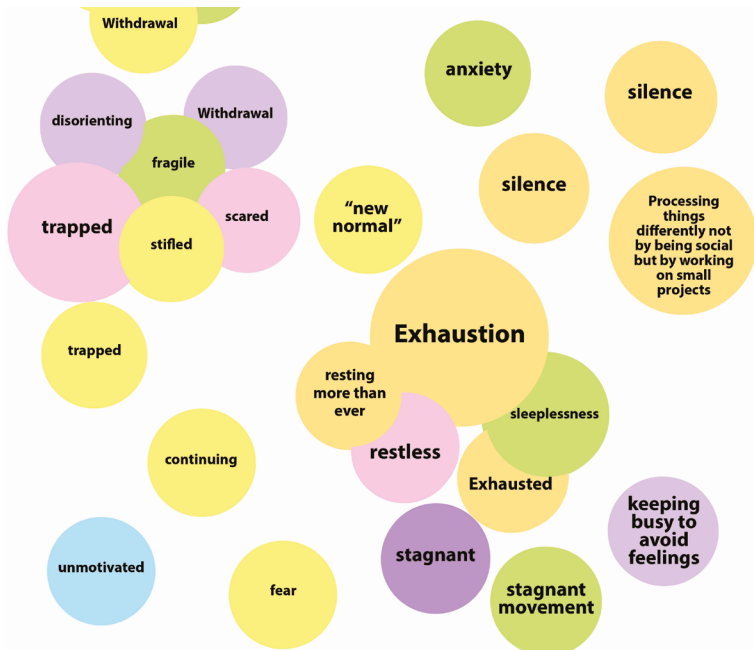 Withdrawal
disorienting
Withdrawal
fragile
trapped
scared
stifled
trapped
continuing
unmotivated
fear
anxiety
silence
silence
"new
normal"
Processing
things
differently not
by being social
but by working
on small
projects
Exhaustion
resting
more than
ever
sleeplessness
restless
Exhausted
stagnant
stagnant
movement
keeping
busy to
avoid
feelings